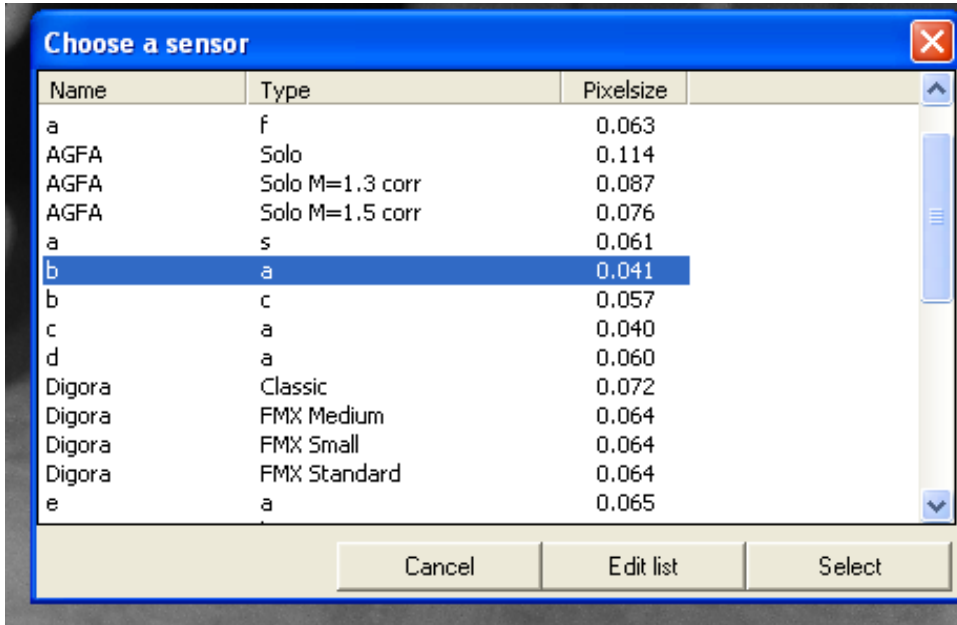 Choose a sensor
Name Type Pixelsize
a f 0.063
AGFA Solo 0.114
AGFA Solo M=1.3 corr 0.087
AGFA Solo M=1.5 corr 0.076
a s 0.061
b a 0.041
b c 0.057
c a 0.040
d a 0.060
Digora Classic 0.072
Digora FMX Medium 0.064
Digora FMX Small 0.064
Digora FMX Standard 0.064
e a 0.065
Cancel Edit list Select